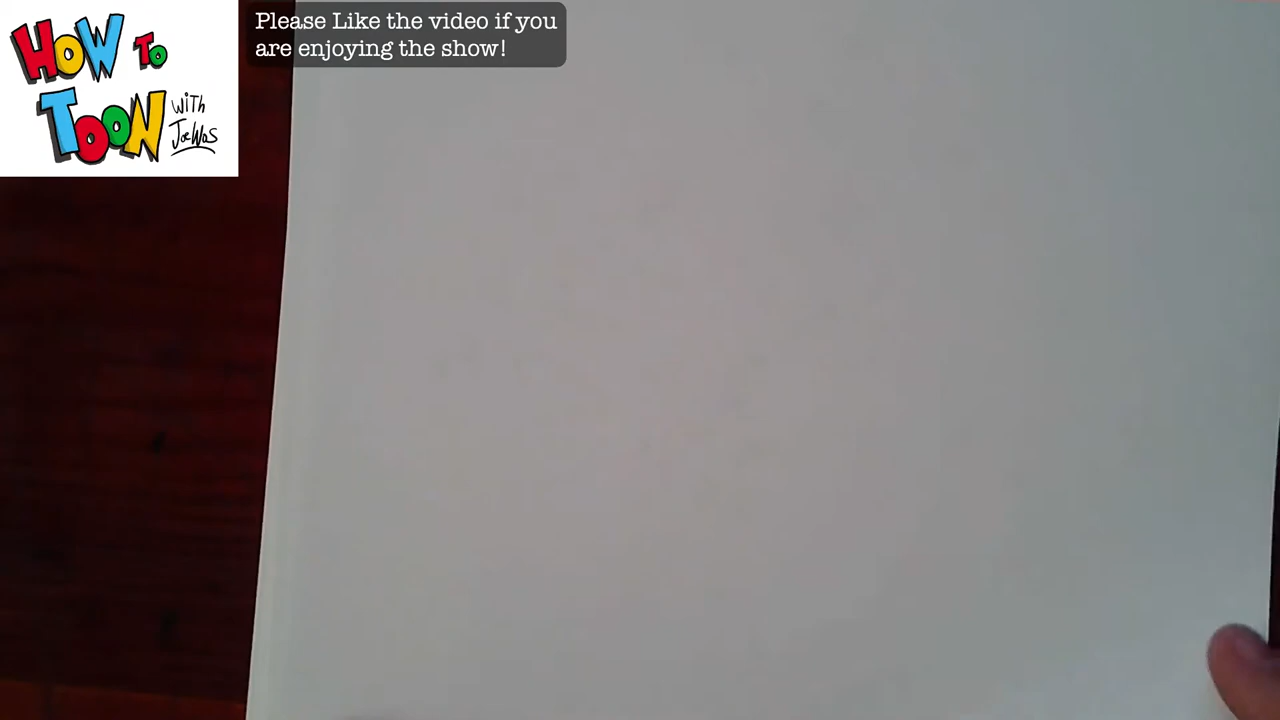 HOW TO
TOON
WITH
JoeWoS
Please Like the video if you
are enjoying the show!